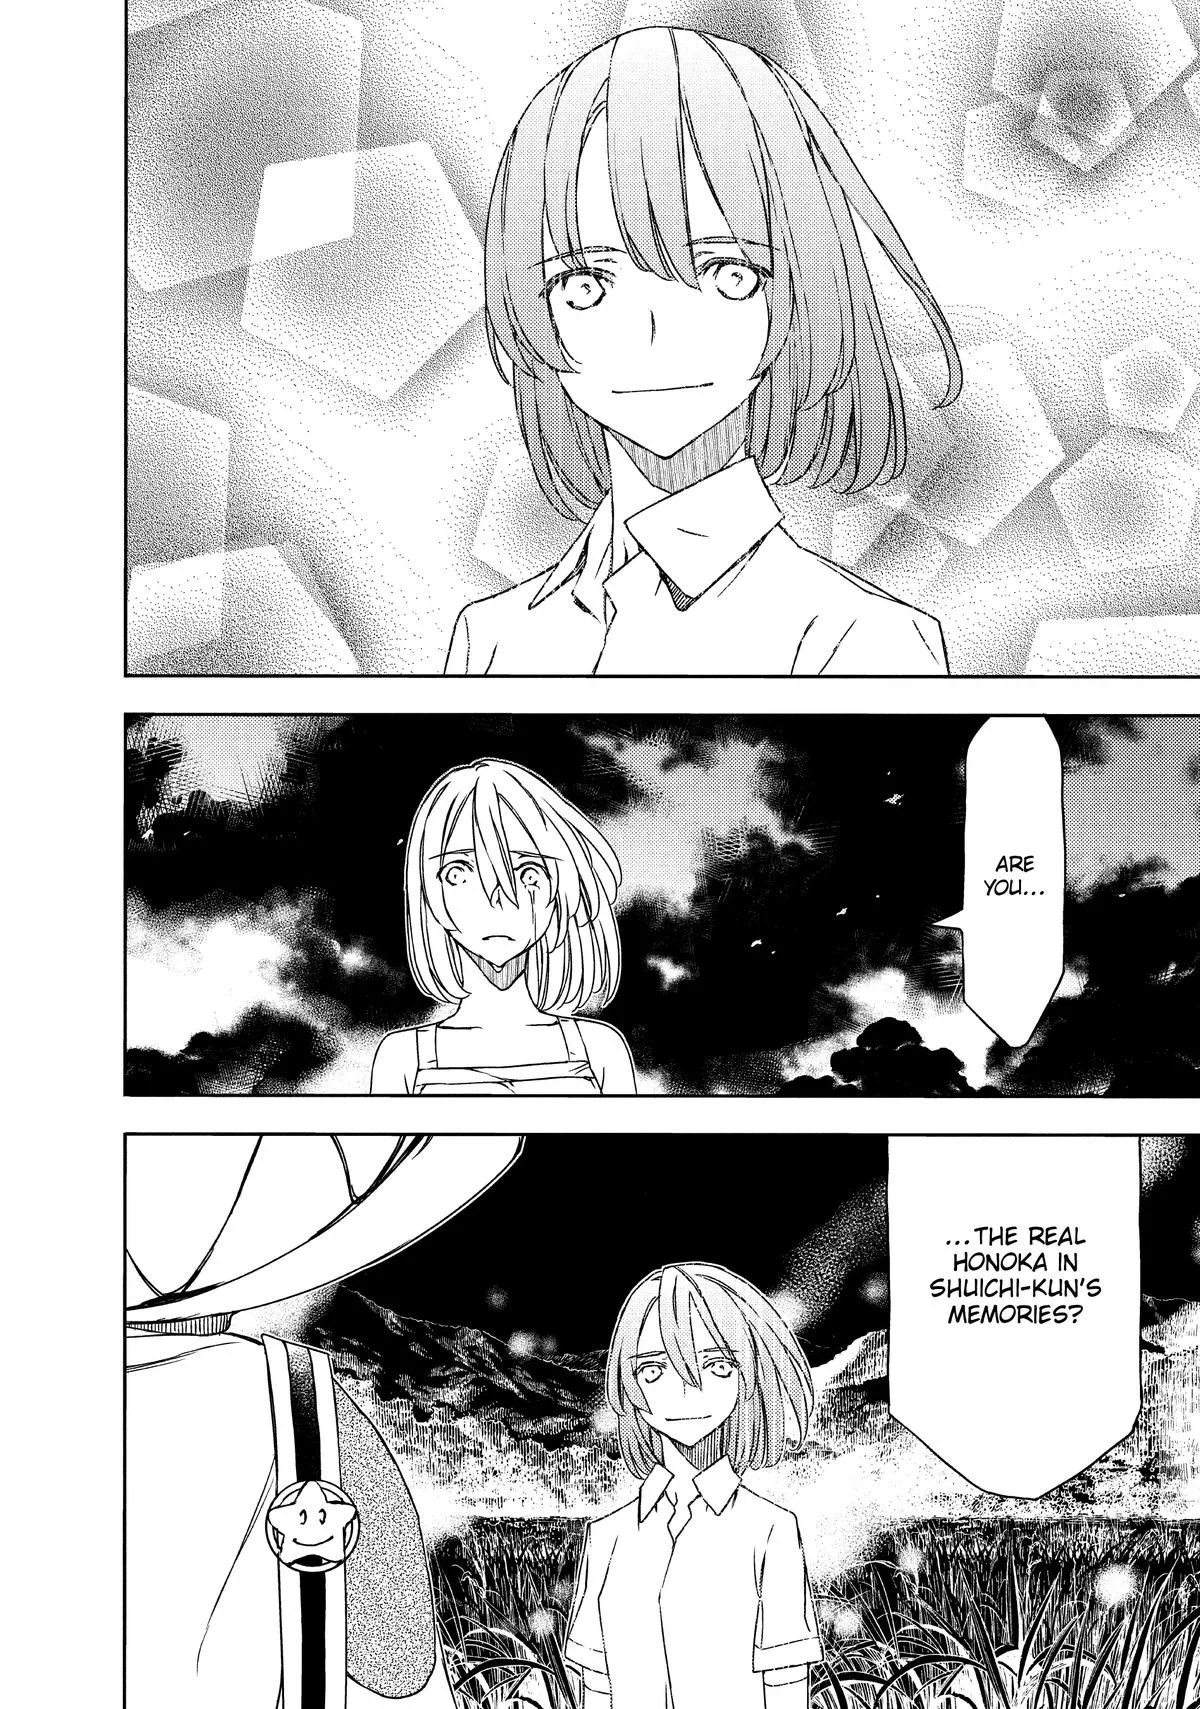 ARE
YOU...
...THE REAL
HONOKA IN
SHUICHI-KUN'S
MEMORIES?